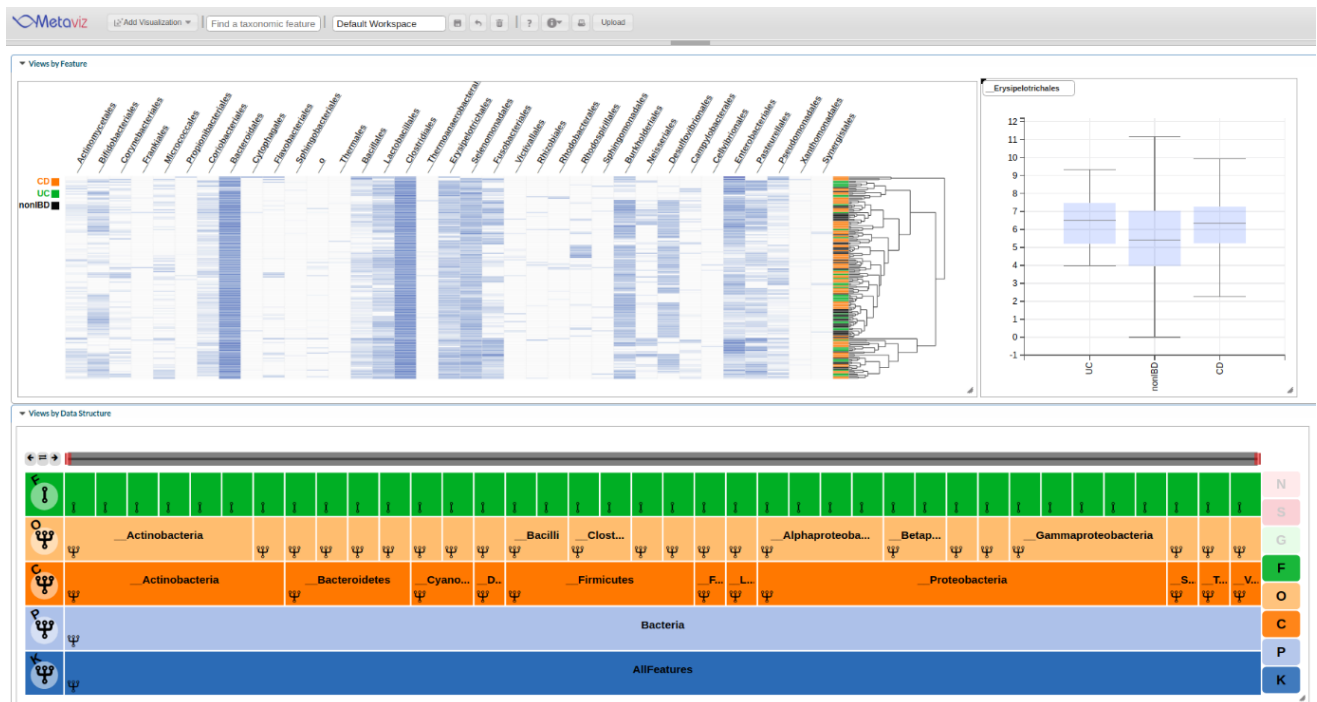 Metaviz Add Visualization Find a taxonomic feature Default Workspace ? Upload
Views by Feature
__Actinomycetales
__Bifidobacteriales
__Corynebacteriales
__Frankiales
__Micrococcales
__Propionibacteriales
__Coriobacteriales
__Bacteroidales
__Cytophagales
__Flavobacteriales
__Sphingobacteriales
__o
__Thermales
__Bacillales
__Lactobacillales
__Clostridiales
__Thermoanaerobacteral
__Erysipelotrichales
__Selenomonadales
__Fusobacteriales
__Victivallales
__Rhizobiales
__Rhodobacterales
__Rhodospirillales
__Sphingomonadales
__Burkholderiales
__Neisseriales
__Desulfovibrionales
__Campylobacterales
__Cellvibrionales
__Enterobacteriales
__Pasteurellales
__Pseudomonadales
__Xanthomonadales
__Synergistales
CD
UC
nonIBD
__Erysipelotrichales
12
11
10
9
8
7
6
5
4
3
2
1
0
-1
UC
nonIBD
CD
Views by Data Structure
F
N
S
O __Actinobacteria __Bacilli __Clost... __Alphaproteoba... __Betap... __Gammaproteobacteria
G
C __Actinobacteria __Bacteroidetes __Cyano... __D.. __Firmicutes __F... __L... __Proteobacteria __S... __T... __V...
F
O
P Bacteria
C
K AllFeatures
P
K